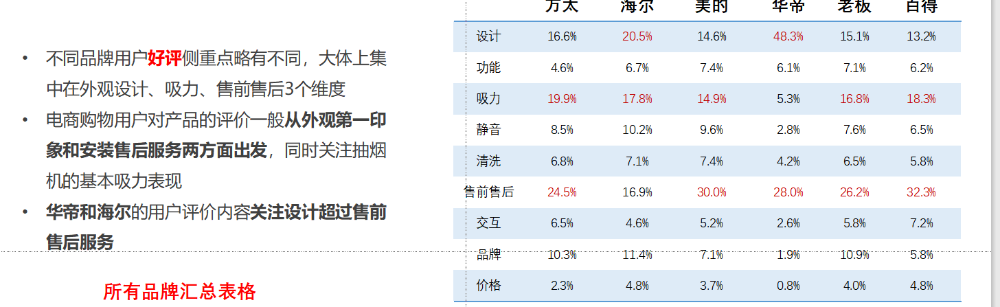 不同品牌用户好评侧重点略有不同，大体上集
中在外观设计、吸力、售前售后3个维度
电商购物用户对产品的评价一般从外观第一印
象和安装售后服务两方面出发，同时关注抽烟
机的基本吸力表现
华帝和海尔的用户评价内容关注设计超过售前
售后服务
所有品牌汇总表格
方太 海尔 美的 华帝 老板 百得
设计 16.6% 20.5% 14.6% 48.3% 15.1% 13.2%
功能 4.6% 6.7% 7.4% 6.1% 7.1% 6.2%
吸力 19.9% 17.8% 14.9% 5.3% 16.8% 18.3%
静音 8.5% 10.2% 9.6% 2.8% 7.6% 6.5%
清洗 6.8% 7.1% 7.4% 4.2% 6.5% 5.8%
售前售后 24.5% 16.9% 30.0% 28.0% 26.2% 32.3%
交互 6.5% 4.6% 5.2% 2.6% 5.8% 7.2%
品牌 10.3% 11.4% 7.1% 1.9% 10.9% 5.8%
价格 2.3% 4.8% 3.7% 0.8% 4.0% 4.8%